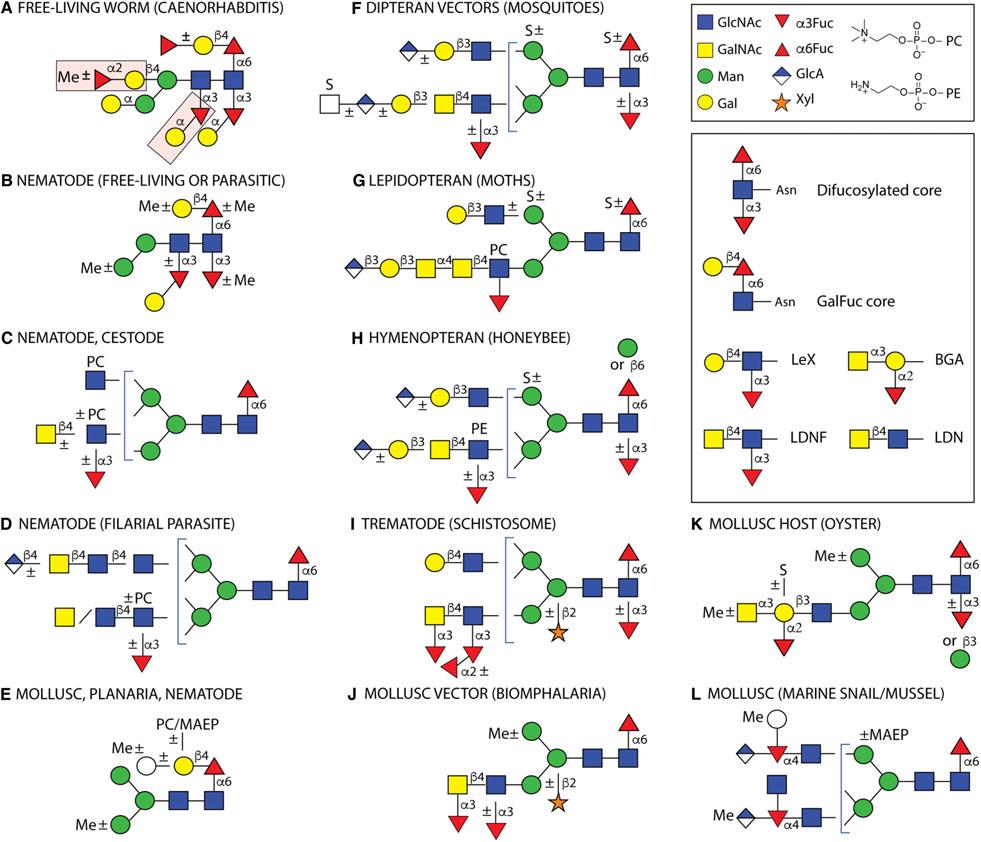 A FREE-LIVING WORM (CAENORHABDITIS)
± β4
α6
Me ± α2 β4
α α3 α3
α α
B NEMATODE (FREE-LIVING OR PARASITIC)
Me± β4 ±Me
α6
Me±
± α3 α3
±Me
C NEMATODE, CESTODE
PC
α6
β4 ± PC
±
± α3
D NEMATODE (FILARIAL PARASITE)
β4 β4 β4
±
α6
±PC
β4
± α3
E MOLLUSC, PLANARIA, NEMATODE
PC/MAEP
±
Me± ± β4
α6
Me±
F DIPTERAN VECTORS (MOSQUITOES)
S± S±
β3
±
α6
S
β3 β4
± ±
± α3
± α3
G LEPIDOPTERAN (MOTHS)
S± S±
β3 ±
α6
PC
β3 β3 α4 β4
H HYMENOPTERAN (HONEYBEE)
or β6
S±
β3
±
α6
PE
β3 β4
±
± α3
± α3
I TREMATODE (SCHISTOSOME)
β4
α6
β4
± β2 ± α3
α3 α3
α2 ±
J MOLLUSC VECTOR (BIOMPHALARIA)
Me±
α6
β4
± β2
α3 ± α3
GlcNAc α3Fuc
GalNAc α6Fuc
Man GlcA
Gal Xyl
N+ O O P O O− PC
H2N+ O O P O O− PE
α6
Asn Difucosylated core
α3
β4
α6
Asn GalFuc core
β4 LeX
α3
α3 BGA
α2
β4 LDNF
α3
β4 LDN
K MOLLUSC HOST (OYSTER)
Me±
α6
S
±
Me± α3 β3
α2
± α3
or β3
L MOLLUSC (MARINE SNAIL/MUSSEL)
Me
±MAEP
α4
α6
Me
α4